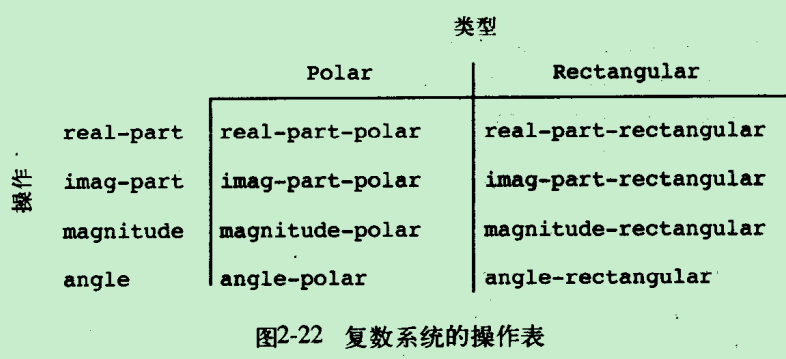 类型
Polar Rectangular
real-part real-part-polar real-part-rectangular
操作
imag-part imag-part-polar imag-part-rectangular
magnitude magnitude-polar magnitude-rectangular
angle angle-polar angle-rectangular
图2-22 复数系统的操作表